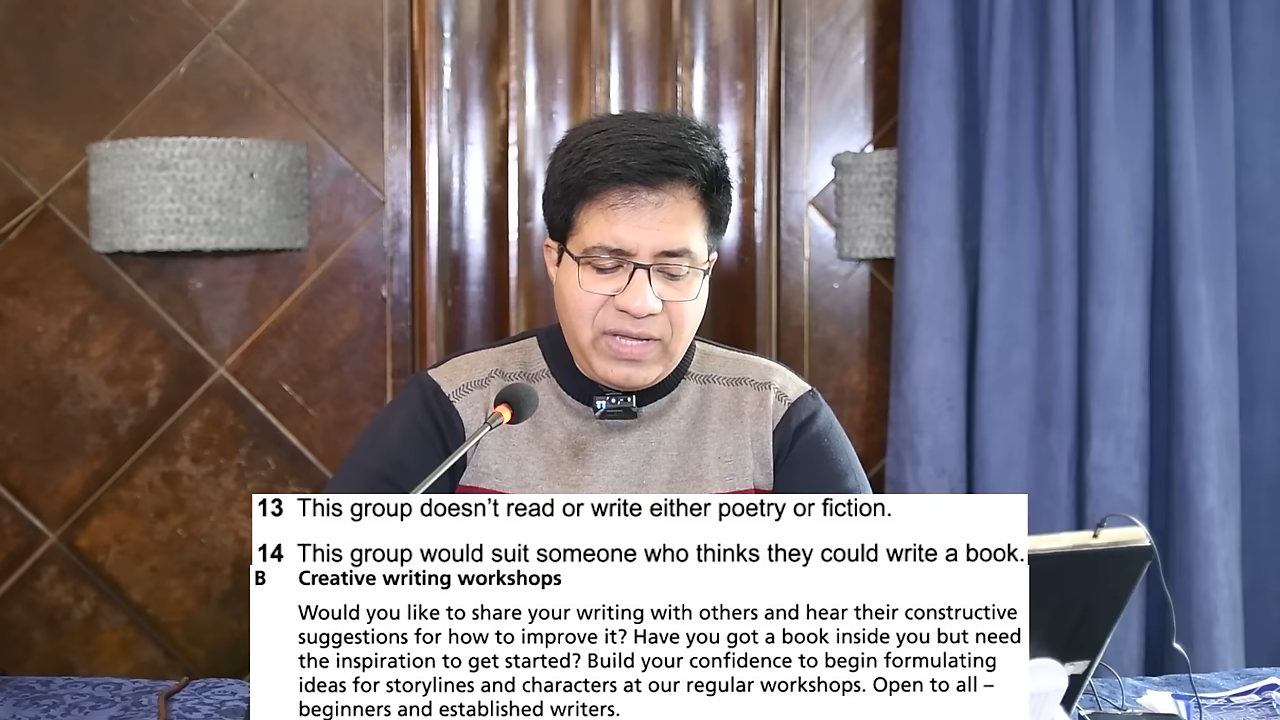 13 This group doesn't read or write either poetry or fiction.
14 This group would suit someone who thinks they could write a book.
B Creative writing workshops
Would you like to share your writing with others and hear their constructive
suggestions for how to improve it? Have you got a book inside you but need
the inspiration to get started? Build your confidence to begin formulating
ideas for storylines and characters at our regular workshops. Open to all –
beginners and established writers.